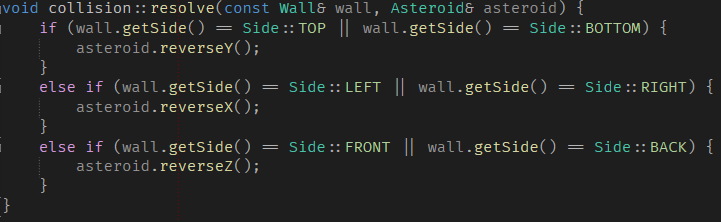 void collision::resolve(const Wall& wall, Asteroid& asteroid) {
    if (wall.getSide() == Side::TOP || wall.getSide() == Side::BOTTOM) {
        asteroid.reverseY();
    }
    else if (wall.getSide() == Side::LEFT || wall.getSide() == Side::RIGHT) {
        asteroid.reverseX();
    }
    else if (wall.getSide() == Side::FRONT || wall.getSide() == Side::BACK) {
        asteroid.reverseZ();
    }
}